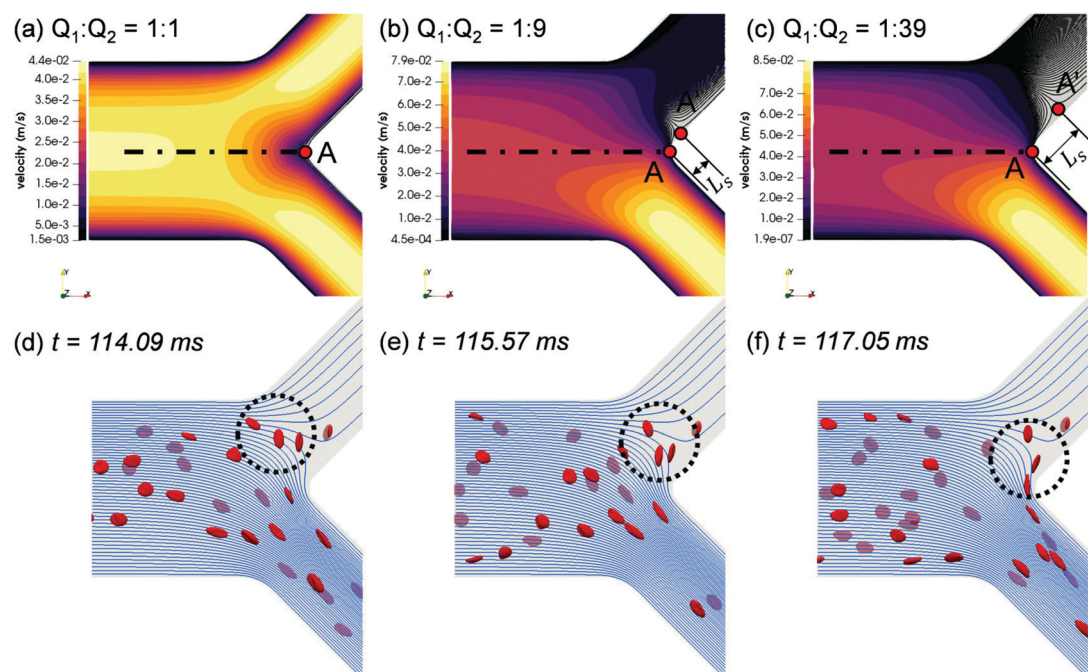 (a) Q₁:Q₂ = 1:1
(b) Q₁:Q₂ = 1:9
(c) Q₁:Q₂ = 1:39
velocity (m/s)
4.4e-02
4.0e-2
3.5e-2
3.0e-2
2.5e-2
2.0e-2
1.5e-2
1.0e-2
5.0e-3
1.5e-03
A
Y
Z
X
velocity (m/s)
7.9e-02
7.0e-2
6.0e-2
5.0e-2
4.0e-2
3.0e-2
2.0e-2
1.0e-2
4.5e-04
A'
A
Lₛ
Y
Z
X
velocity (m/s)
8.5e-02
8.0e-2
7.0e-2
6.0e-2
5.0e-2
4.0e-2
3.0e-2
2.0e-2
1.0e-2
1.9e-07
A'
A
Lₛ
Y
Z
X
(d) t = 114.09 ms
(e) t = 115.57 ms
(f) t = 117.05 ms